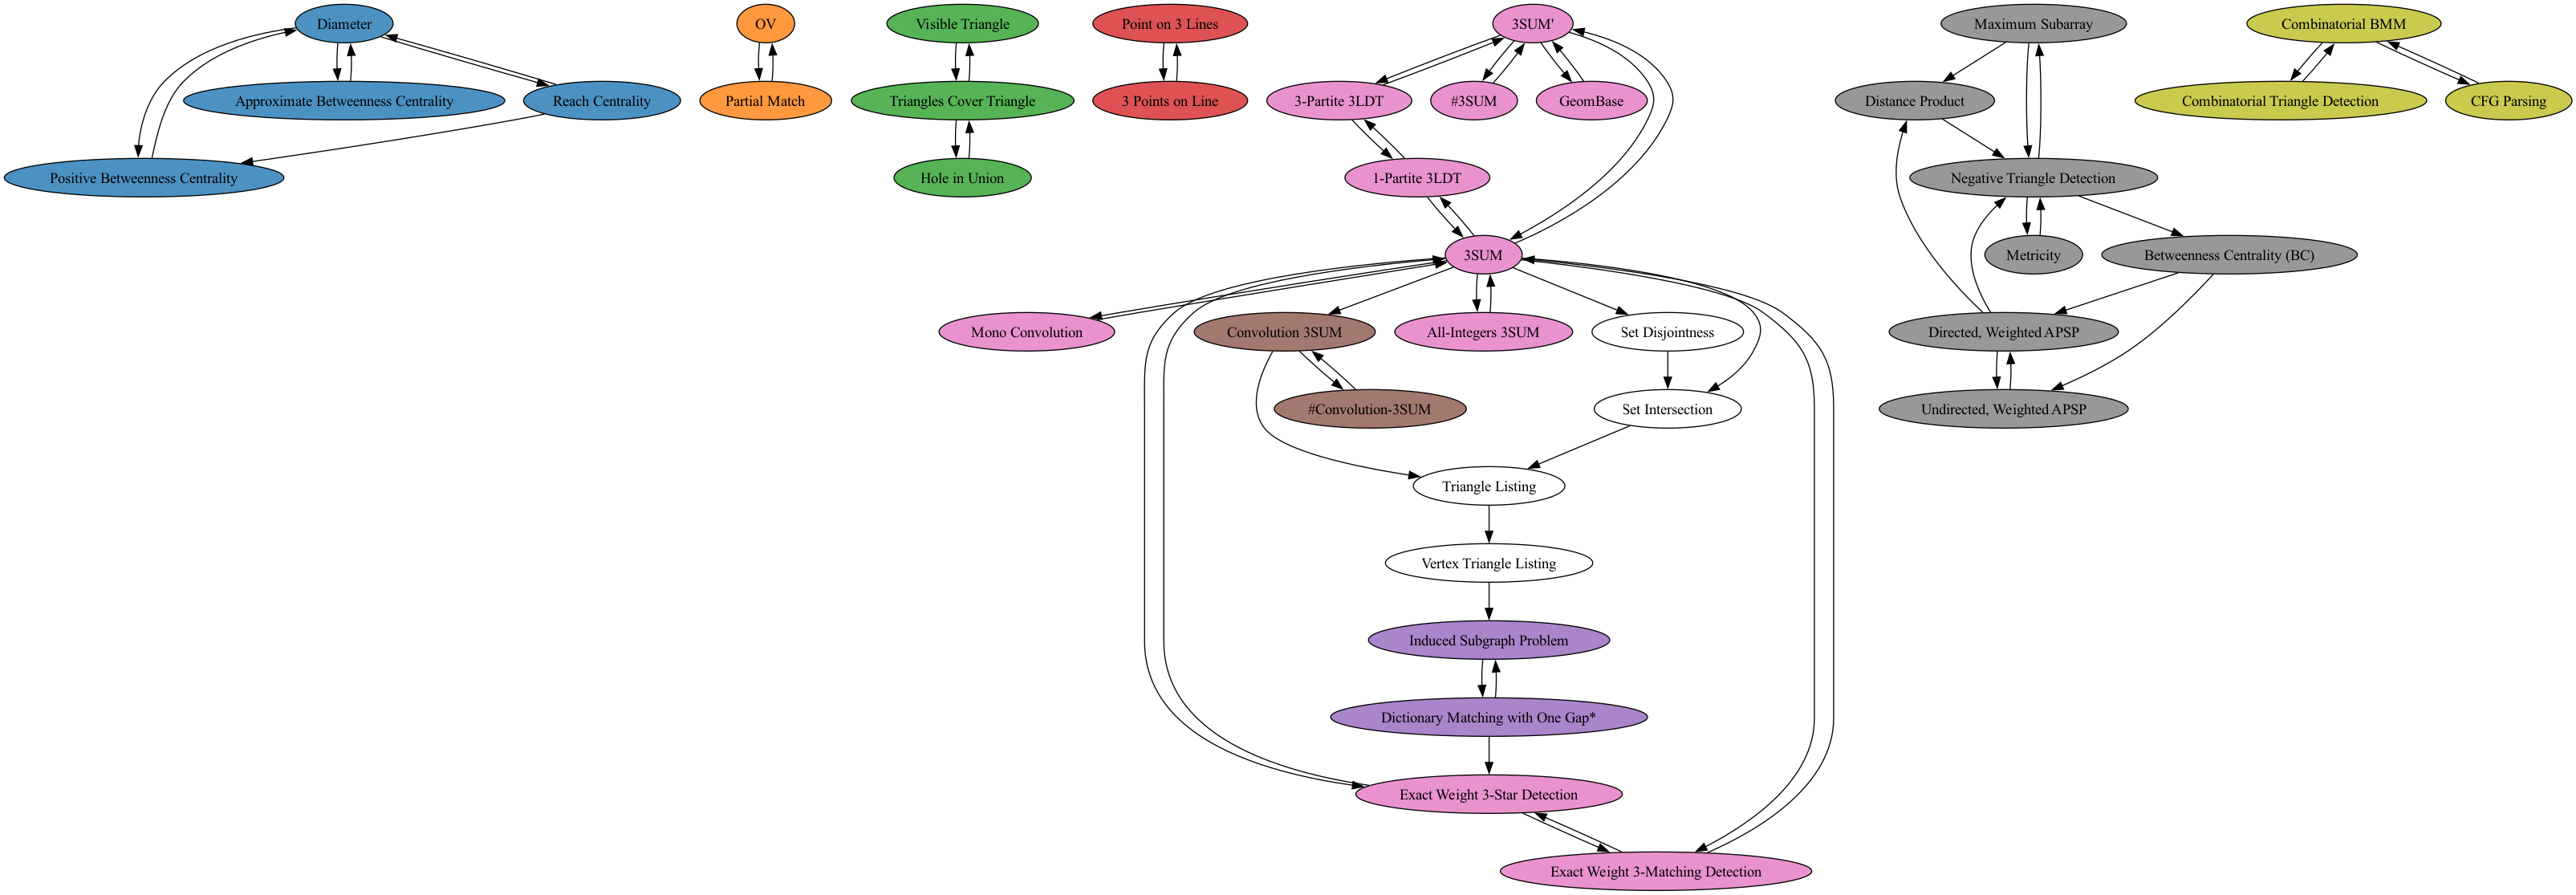 Diameter
OV
Visible Triangle
Point on 3 Lines
3SUM'
Maximum Subarray
Combinatorial BMM
Approximate Betweenness Centrality
Reach Centrality
Partial Match
Triangles Cover Triangle
3 Points on Line
3-Partite 3LDT
#3SUM
GeomBase
Distance Product
Combinatorial Triangle Detection
CFG Parsing
Positive Betweenness Centrality
Hole in Union
1-Partite 3LDT
Negative Triangle Detection
3SUM
Metricity
Betweenness Centrality (BC)
Mono Convolution
Convolution 3SUM
All-Integers 3SUM
Set Disjointness
Directed, Weighted APSP
#Convolution-3SUM
Set Intersection
Undirected, Weighted APSP
Triangle Listing
Vertex Triangle Listing
Induced Subgraph Problem
Dictionary Matching with One Gap*
Exact Weight 3-Star Detection
Exact Weight 3-Matching Detection